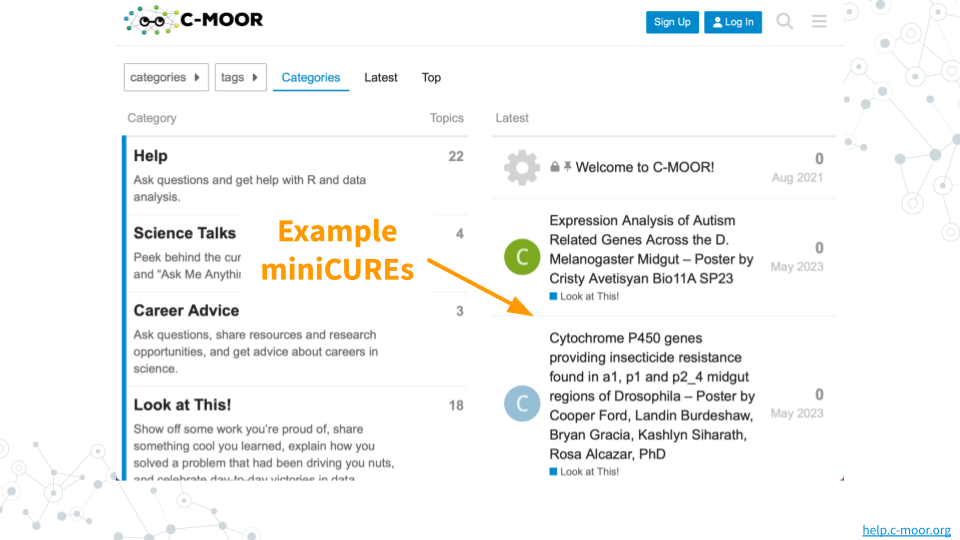 C-MOOR
Sign Up
Log In
categories
tags
Categories
Latest
Top
Category
Topics
Latest
Help
22
Ask questions and get help with R and data
analysis.
Science Talks
4
Peek behind the cur
and "Ask Me Anythin
Career Advice
3
Ask questions, share resources and research
opportunities, and get advice about careers in
science.
Look at This!
18
Show off some work you're proud of, share
something cool you learned, explain how you
solved a problem that had been driving you nuts,
and celebrate day-to-day victories in data
Example
miniCUREs
Welcome to C-MOOR!
0
Aug 2021
C
Expression Analysis of Autism
Related Genes Across the D.
Melanogaster Midgut – Poster by
Cristy Avetisyan Bio11A SP23
Look at This!
0
May 2023
C
Cytochrome P450 genes
providing insecticide resistance
found in a1, p1 and p2_4 midgut
regions of Drosophila – Poster by
Cooper Ford, Landin Burdeshaw,
Bryan Gracia, Kashlyn Siharath,
Rosa Alcazar, PhD
Look at This!
0
May 2023
help.c-moor.org